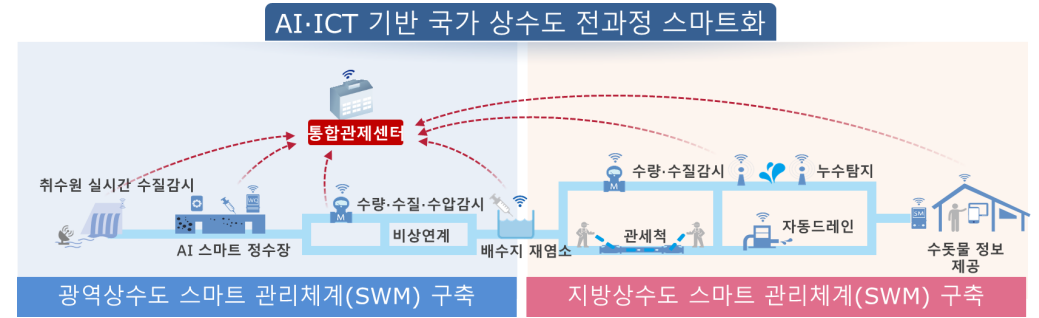 AI·ICT 기반 국가 상수도 전과정 스마트화
통합관제센터
취수원 실시간 수질감시
수량·수질감시
누수탐지
M
수량·수질·수압감시
M
SM
AI 스마트 정수장
비상연계
배수지 재염소
관세척
자동드레인
수돗물 정보
제공
광역상수도 스마트 관리체계(SWM) 구축
지방상수도 스마트 관리체계(SWM) 구축